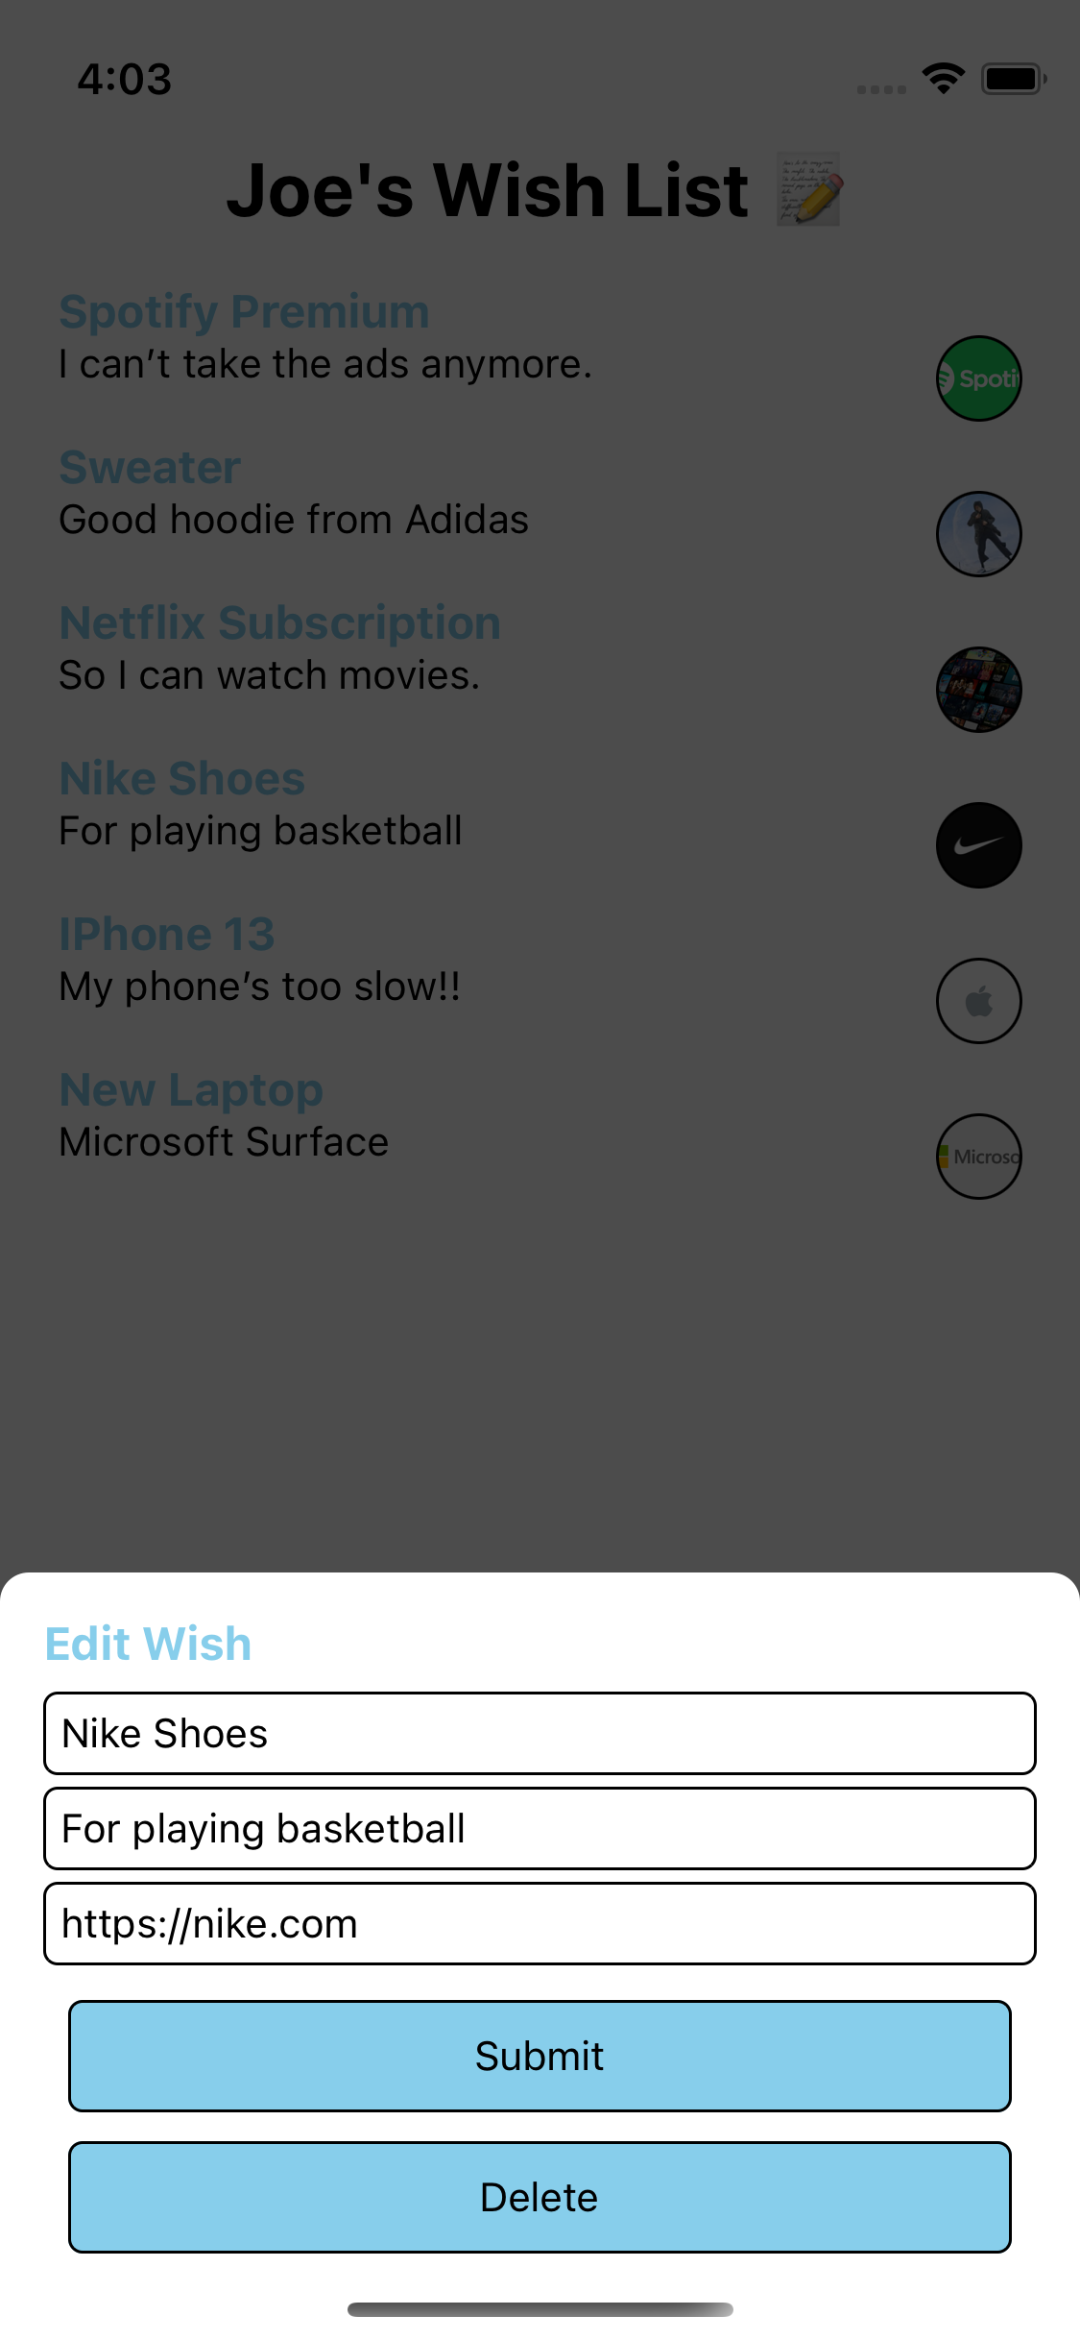 4:03
Joe's Wish List
Spotify Premium
I can’t take the ads anymore.
Spoti
Sweater
Good hoodie from Adidas
Netflix Subscription
So I can watch movies.
Nike Shoes
For playing basketball
IPhone 13
My phone’s too slow!!
New Laptop
Microsoft Surface
Microso
Edit Wish
Nike Shoes
For playing basketball
https://nike.com
Submit
Delete